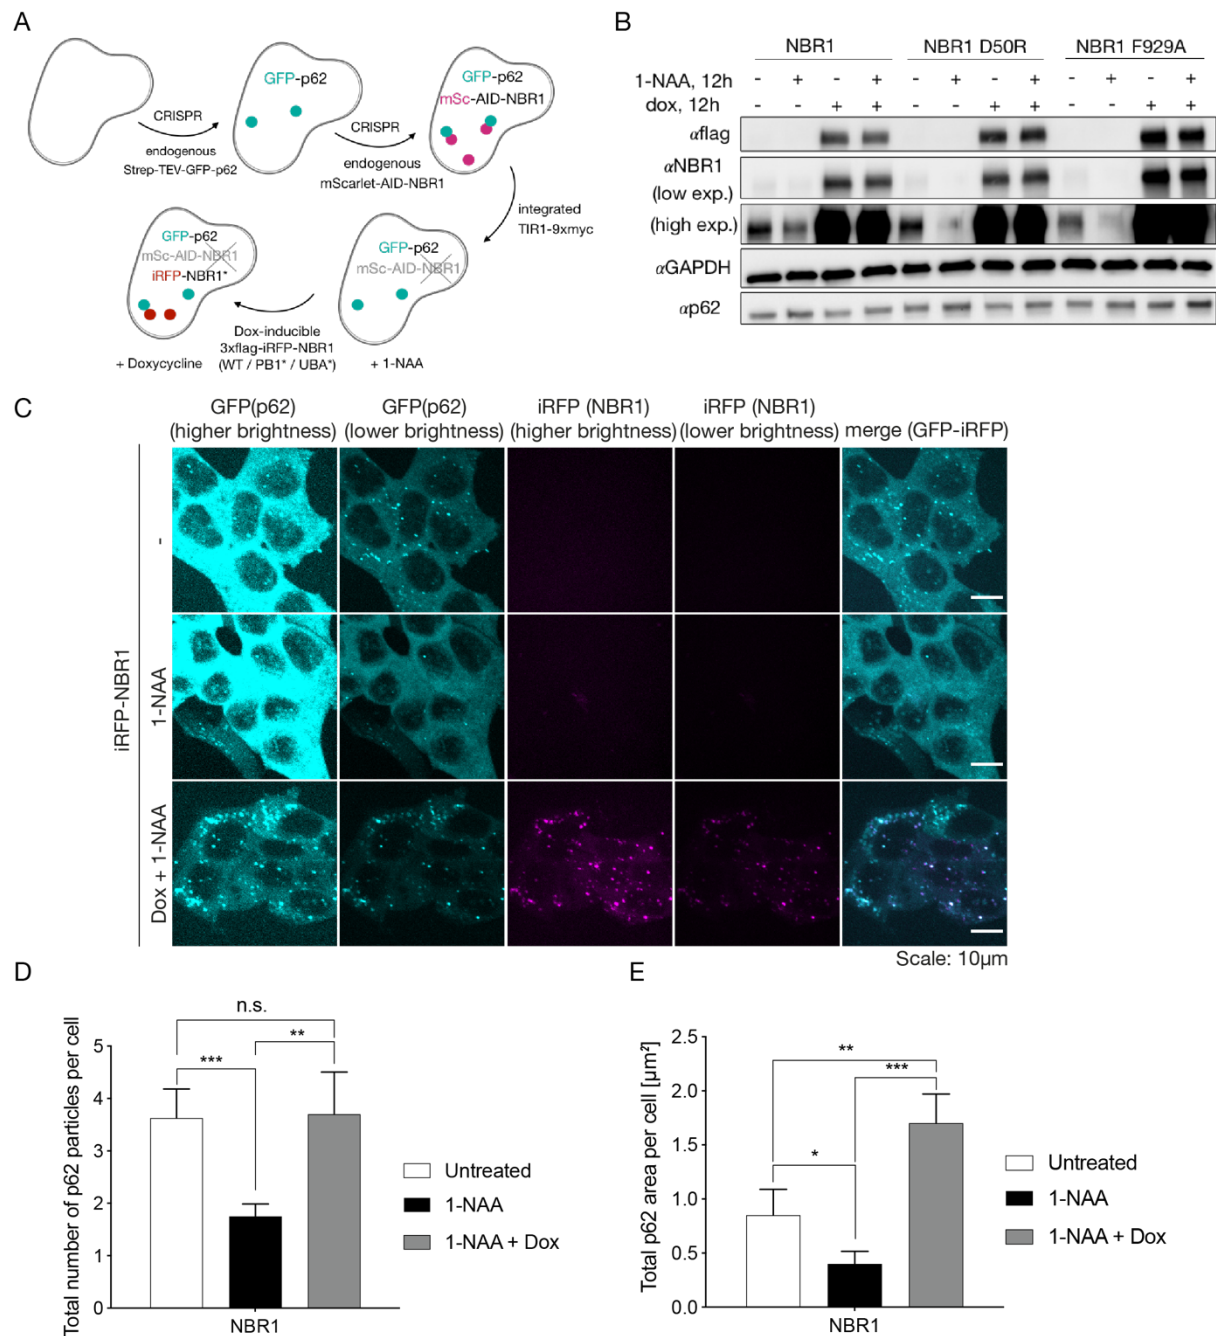 A
GFP-p62
CRISPR
endogenous
Strep-TEV-GFP-p62
GFP-p62
mSc-AID-NBR1
CRISPR
endogenous
mScarlet-AID-NBR1
integrated
TIR1-9xmyc
GFP-p62
mSc-AID-NBR1
+ 1-NAA
Dox-inducible
3xflag-iRFP-NBR1
(WT / PB1* / UBA*)
GFP-p62
mSc-AID-NBR1
iRFP-NBR1*
+ Doxycycline
B
NBR1 NBR1 D50R NBR1 F929A
1-NAA, 12h - + - + - + - + - + - +
dox, 12h - - + + - - + + - - + +
αflag
αNBR1
(low exp.)
(high exp.)
αGAPDH
αp62
C
GFP(p62) GFP(p62) iRFP (NBR1) iRFP (NBR1)
(higher brightness) (lower brightness) (higher brightness) (lower brightness) merge (GFP-iRFP)
iRFP-NBR1
-
1-NAA
Dox + 1-NAA
Scale: 10µm
D
Total number of p62 particles per cell
5
4
3
2
1
0
n.s.
***
**
NBR1
Untreated
1-NAA
1-NAA + Dox
E
Total p62 area per cell [µm²]
2.5
2.0
1.5
1.0
0.5
0.0
**
***
*
NBR1
Untreated
1-NAA
1-NAA + Dox